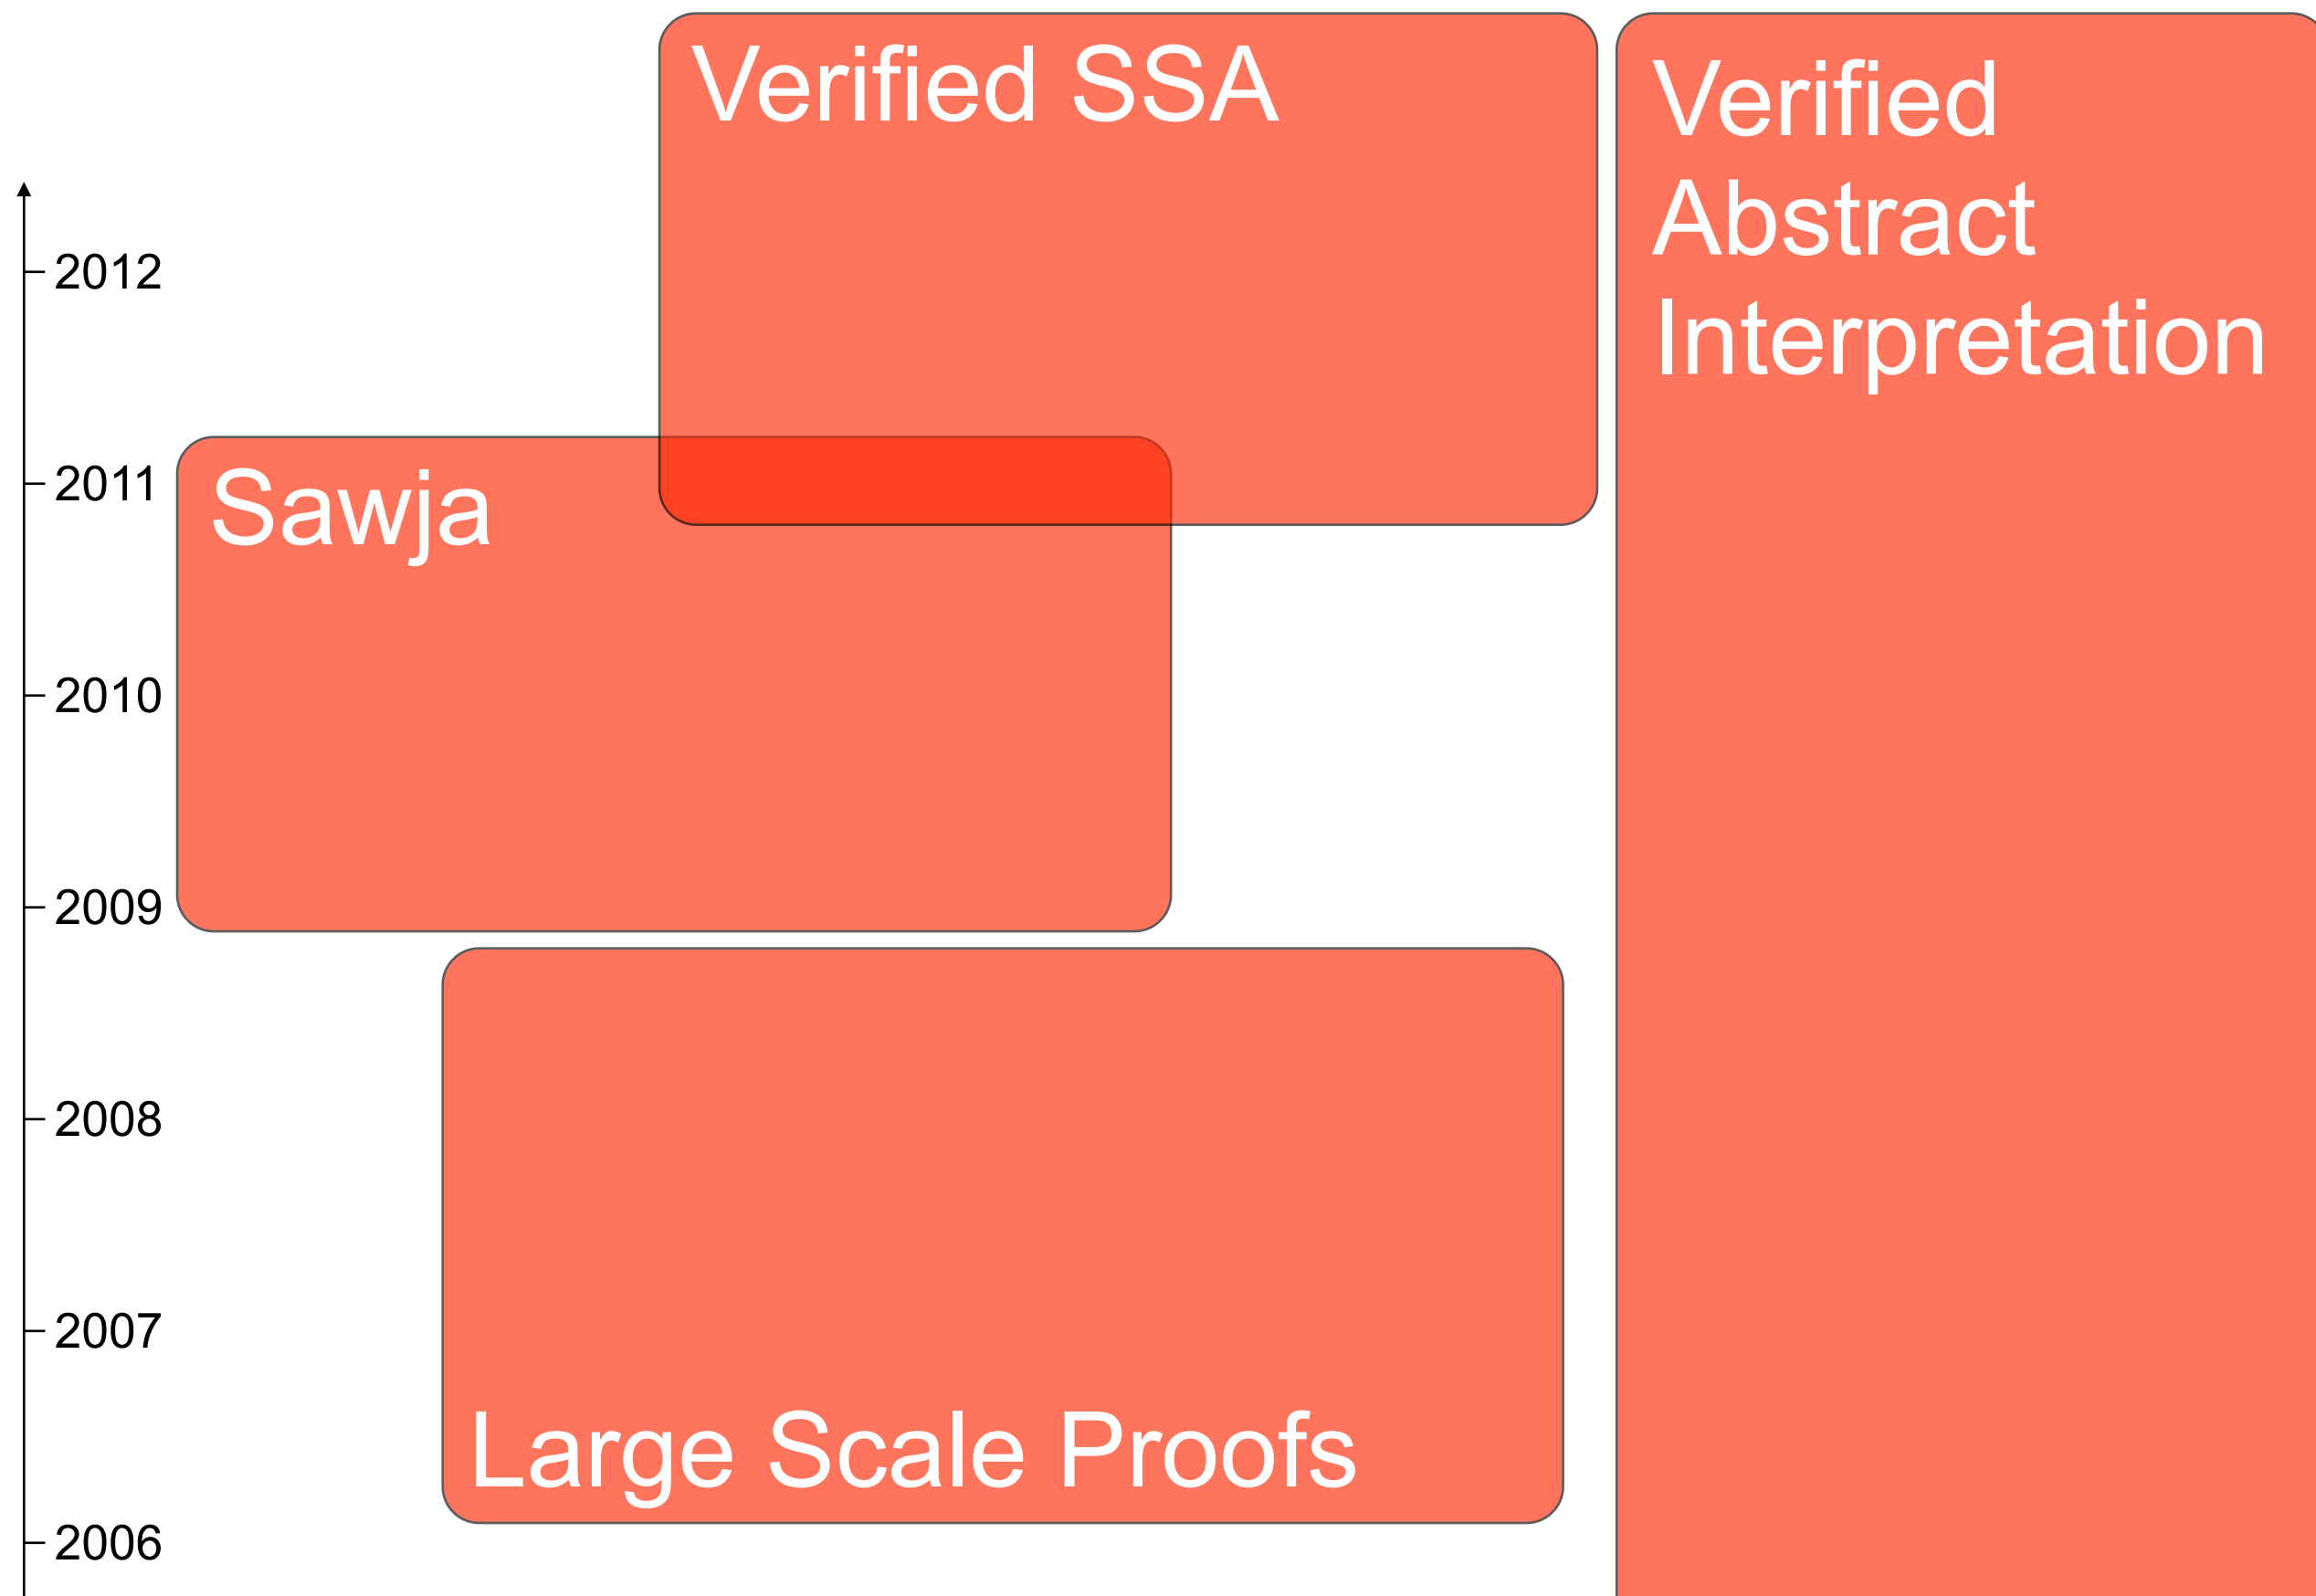 Verified SSA
Verified
Abstract
Interpretation
2012
2011
Sawja
2010
2009
2008
2007
Large Scale Proofs
2006